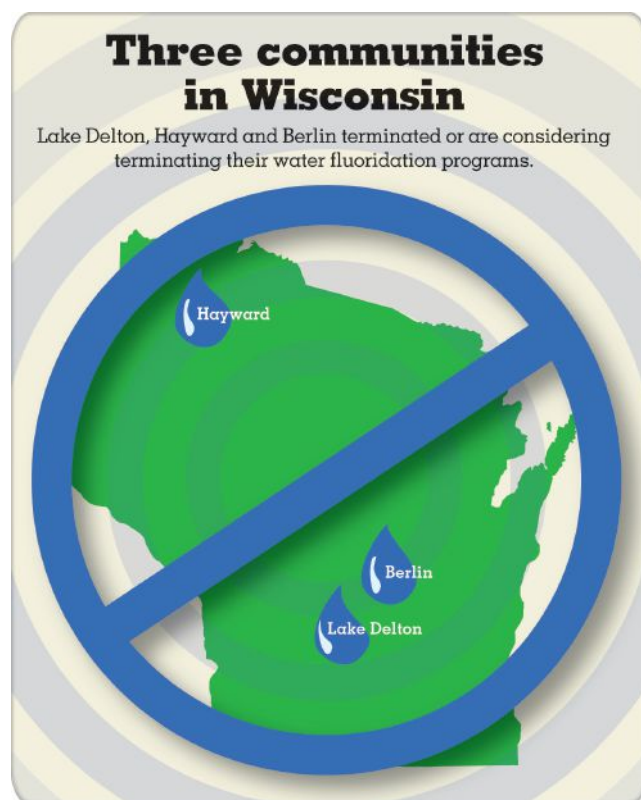 Three communities
in Wisconsin
Lake Delton, Hayward and Berlin terminated or are considering
terminating their water fluoridation programs.
Hayward
Berlin
Lake Delton